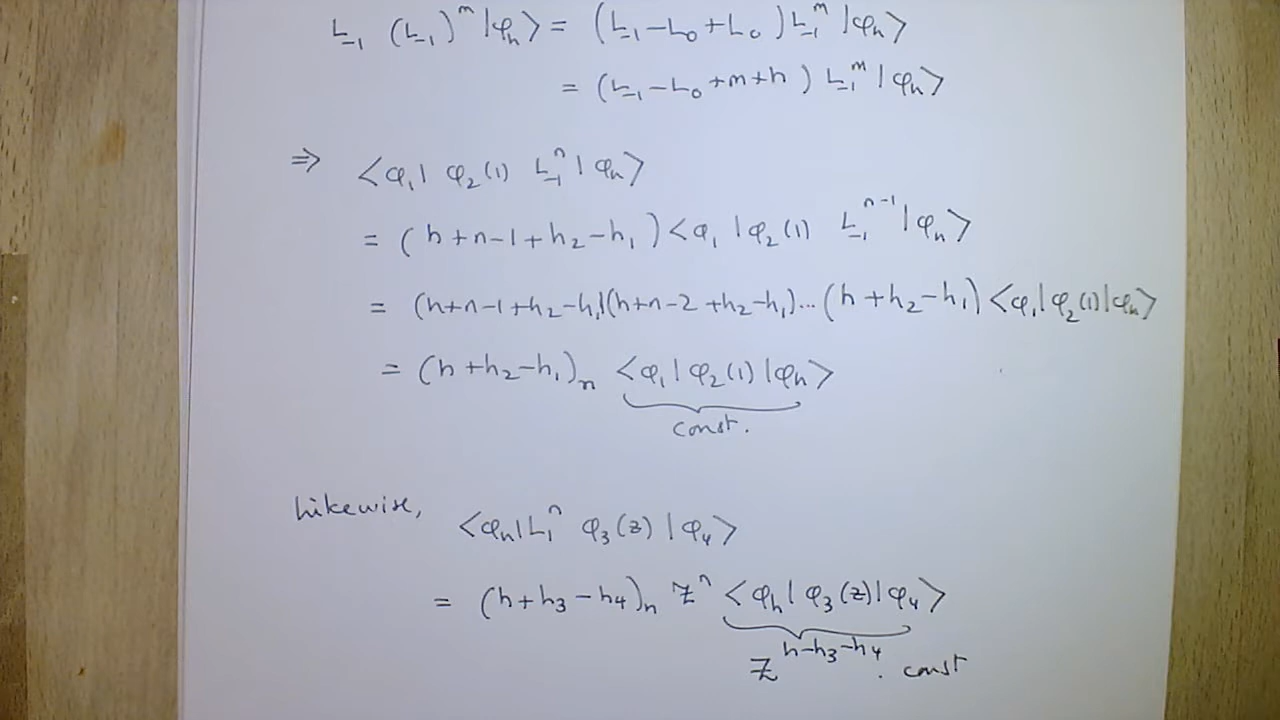 L₋₁ (L₋₁)ᵐ |φₕ⟩ = (L₋₁ − L₀ + L₀) L₋₁ᵐ |φₕ⟩
= (L₋₁ − L₀ + m + h) L₋₁ᵐ |φₕ⟩
⇒ ⟨φ₁| φ₂(1) L₋₁ⁿ |φₕ⟩
= (h+n−1+h₂−h₁) ⟨φ₁|φ₂(1) L₋₁ⁿ⁻¹ |φₕ⟩
= (h+n−1+h₂−h₁)(h+n−2+h₂−h₁)...(h+h₂−h₁) ⟨φ₁|φ₂(1)|φₕ⟩
= (h+h₂−h₁)ₙ ⟨φ₁|φ₂(1)|φₕ⟩
const.
Likewise, ⟨φₕ|L₁ⁿ φ₃(z)|φ₄⟩
= (h+h₃−h₄)ₙ zⁿ ⟨φₕ|φ₃(z)|φ₄⟩
z^{h−h₃−h₄} · const